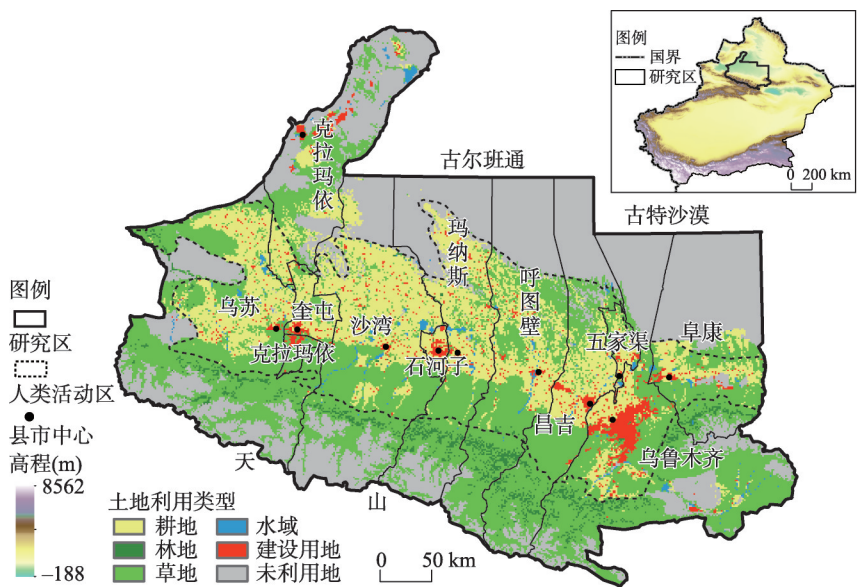 图例
国界
研究区
0 200 km
克拉玛依
古尔班通
古特沙漠
玛纳斯
呼图壁
乌苏
奎屯
克拉玛依
沙湾
石河子
五家渠
阜康
昌吉
乌鲁木齐
天
山
图例
研究区
人类活动区
县市中心
高程(m)
8562
-188
土地利用类型
耕地
水域
林地
建设用地
草地
未利用地
0 50 km